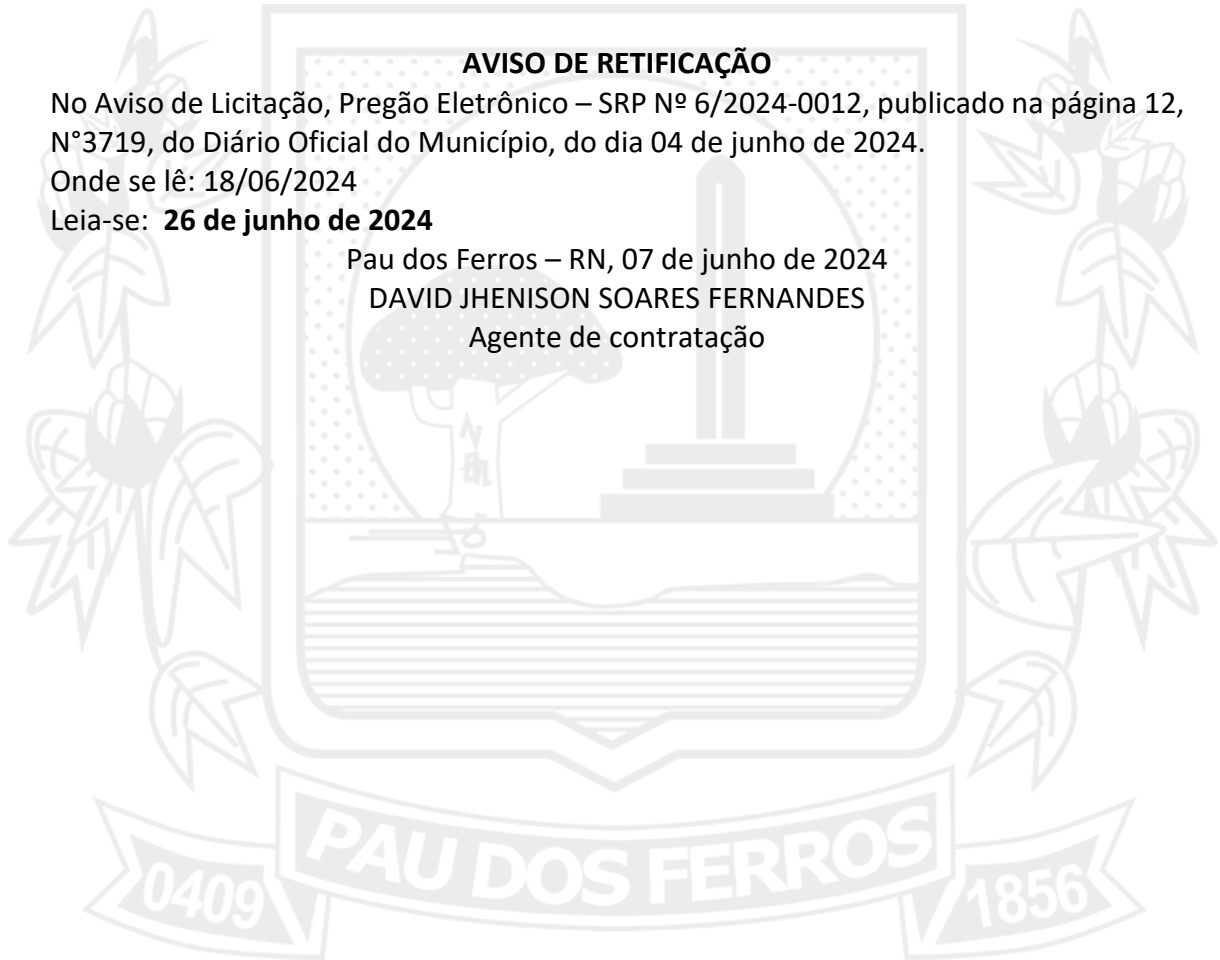 AVISO DE RETIFICAÇÃO
No Aviso de Licitação, Pregão Eletrônico – SRP Nº 6/2024-0012, publicado na página 12,
N°3719, do Diário Oficial do Município, do dia 04 de junho de 2024.
Onde se lê: 18/06/2024
Leia-se: 26 de junho de 2024
Pau dos Ferros – RN, 07 de junho de 2024
DAVID JHENISON SOARES FERNANDES
Agente de contratação
PAU DOS FERROS
0409 1856